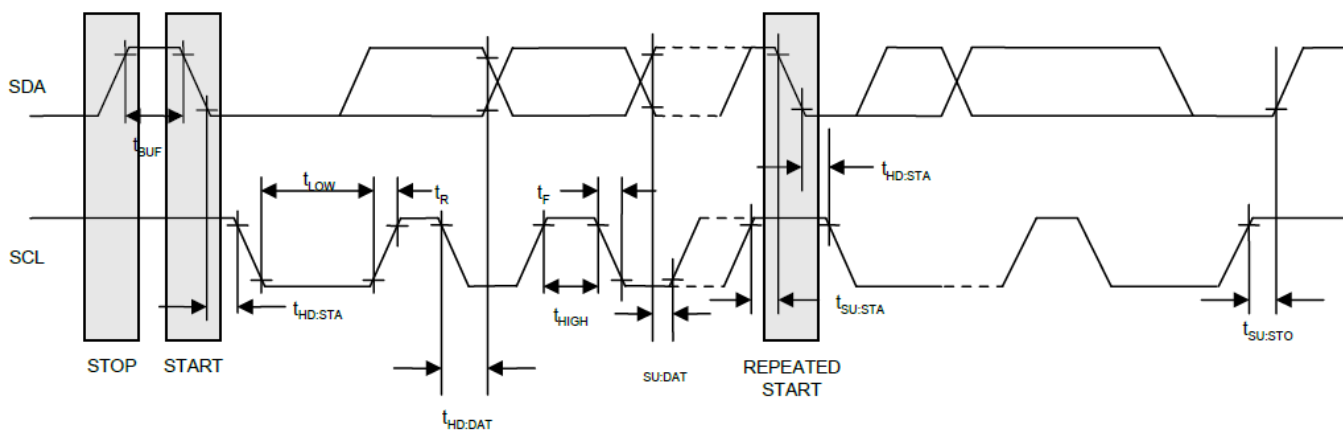 SDA
tBUF
tHD:STA
tLOW
tR
tF
SCL
tHD:STA
tHIGH
tSU:STA
tSU:STO
STOP
START
SU:DAT
REPEATED
START
tHD:DAT